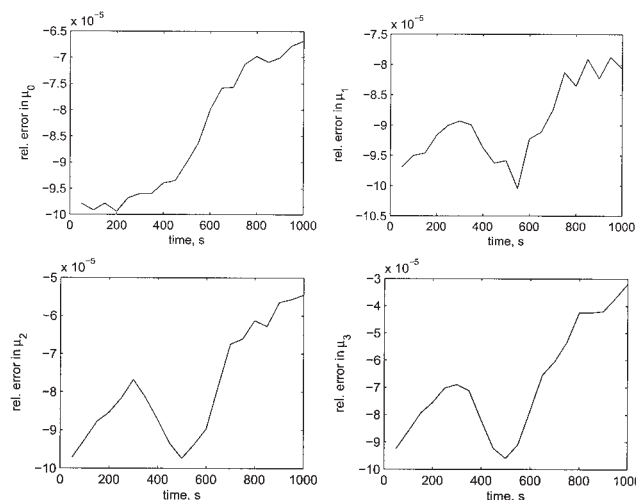 × 10⁻⁵
−6.5
−7
−7.5
−8
−8.5
−9
−9.5
−10
0 200 400 600 800 1000
time, s
rel. error in μ₀
× 10⁻⁵
−7.5
−8
−8.5
−9
−9.5
−10
−10.5
0 200 400 600 800 1000
time, s
rel. error in μ₁
× 10⁻⁵
−5
−6
−7
−8
−9
−10
0 200 400 600 800 1000
time, s
rel. error in μ₂
× 10⁻⁵
−3
−4
−5
−6
−7
−8
−9
−10
0 200 400 600 800 1000
time, s
rel. error in μ₃